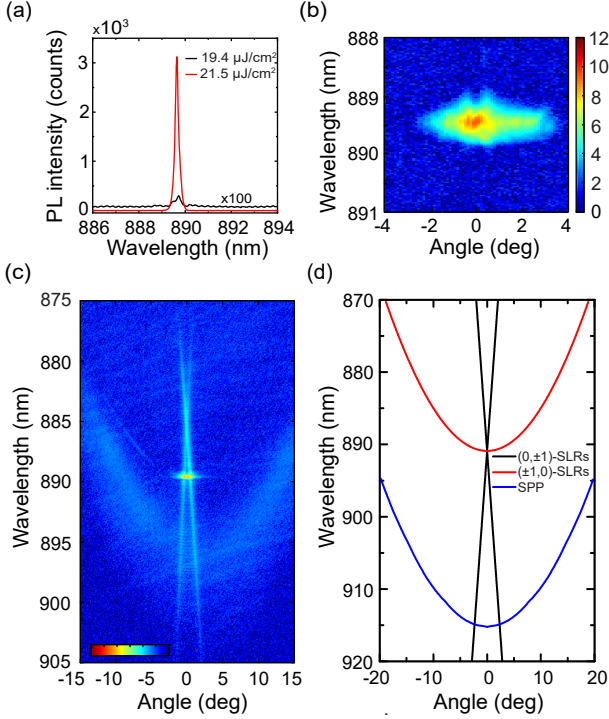 (a)
x10³
PL intensity (counts)
3
2
1
0
19.4 µJ/cm²
21.5 µJ/cm²
x100
886 888 890 892 894
Wavelength (nm)
(b)
Wavelength (nm)
888
889
890
891
-4 -2 0 2 4
Angle (deg)
12
10
8
6
4
2
0
(c)
Wavelength (nm)
875
880
885
890
895
900
905
-15 -10 -5 0 5 10 15
Angle (deg)
(d)
Wavelength (nm)
870
880
890
900
910
920
(0,±1)-SLRs
(±1,0)-SLRs
SPP
-20 -10 0 10 20
Angle (deg)